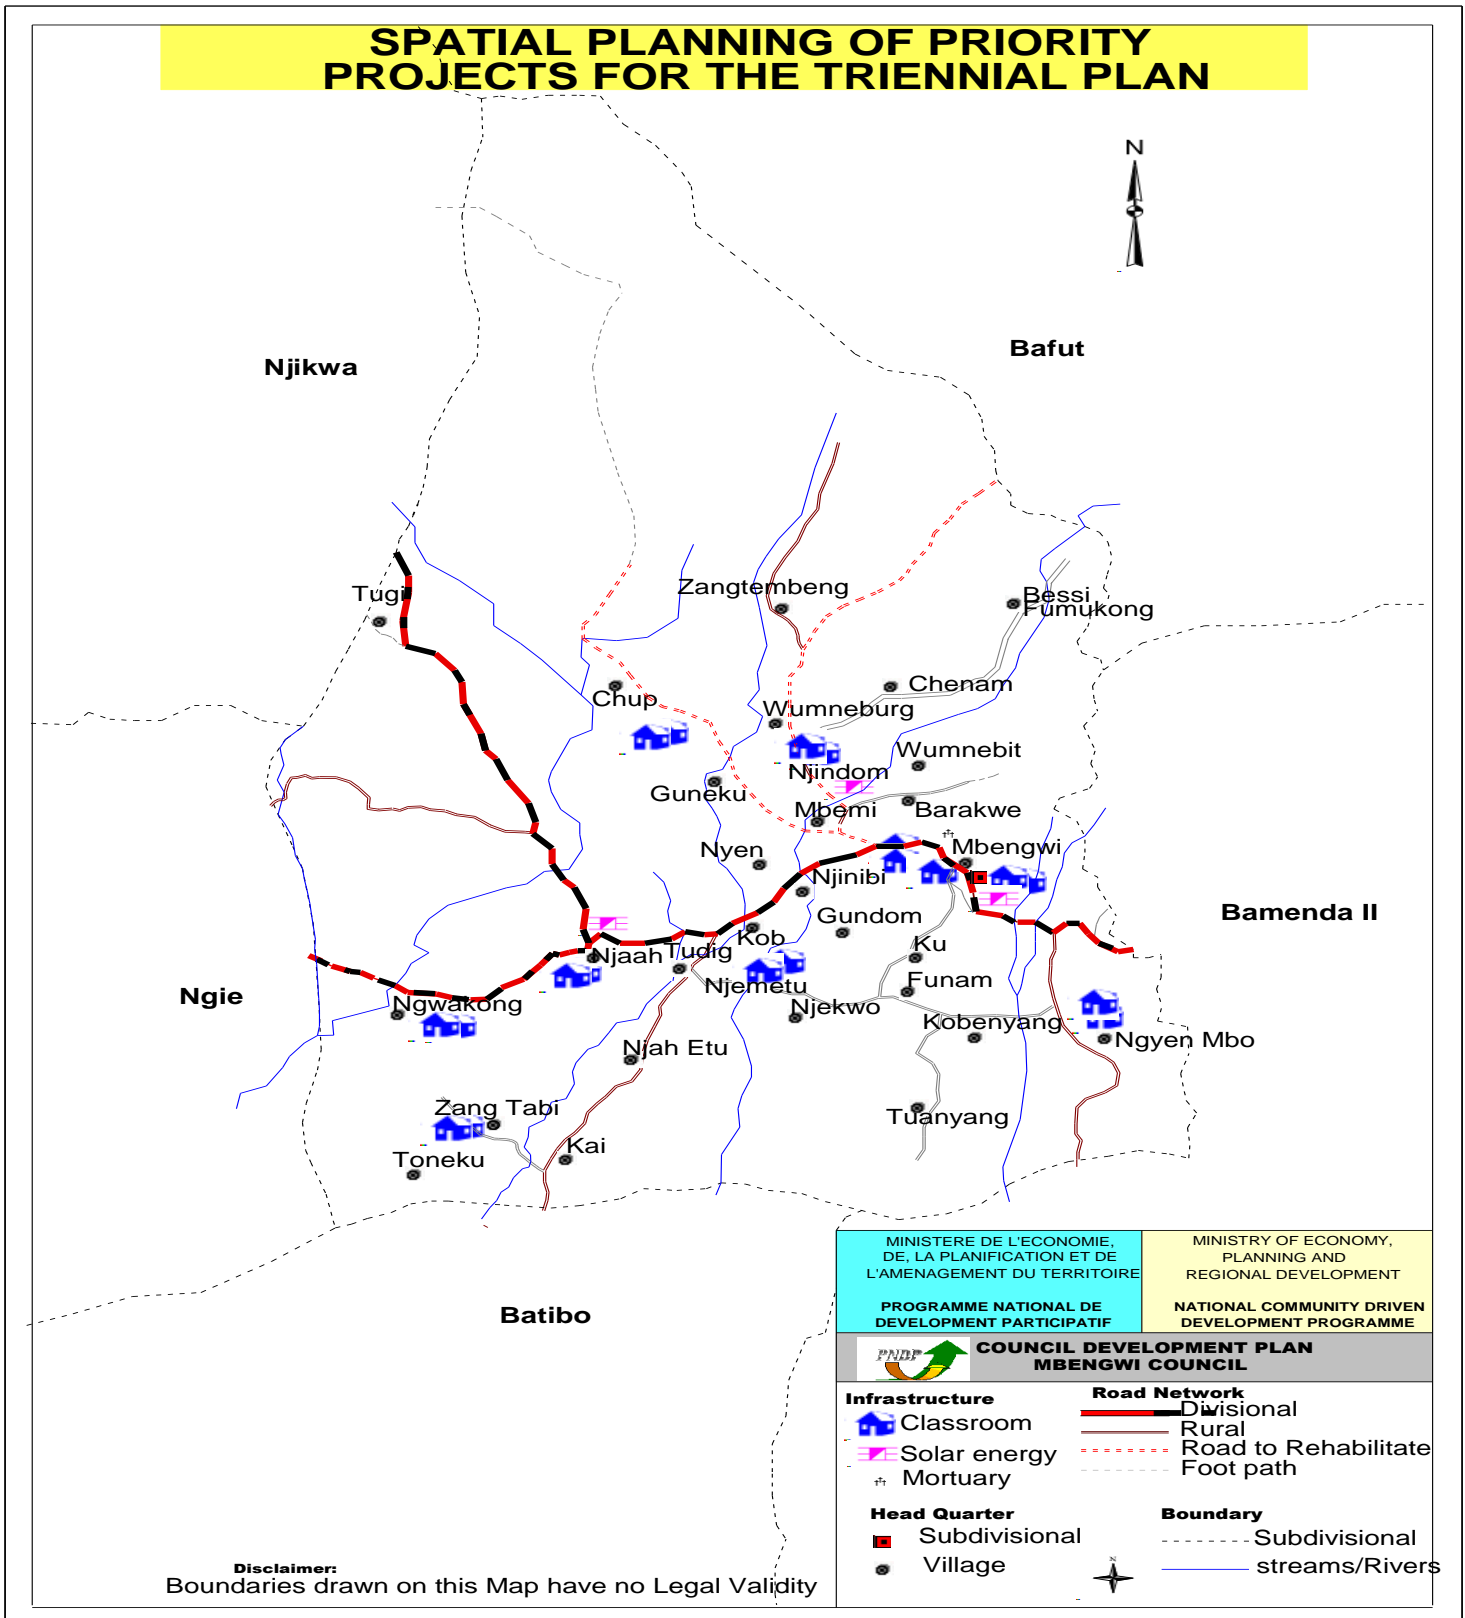 SPATIAL PLANNING OF PRIORITY
PROJECTS FOR THE TRIENNIAL PLAN
N
Bafut
Njikwa
Tugi
Zangtembeng
Bessi
Fumukong
Chenam
Chup
Wumneburg
Wumnebit
Njindom
Guneku
Mbemi
Barakwe
Nyen
Mbengwi
Njinibi
Gundom
Bamenda II
Kob
Ku
Njaah
Tudig
Njemetu
Funam
Ngie
Ngwakong
Njekwo
Kobenyang
Ngyen Mbo
Njah Etu
Zang Tabi
Tuanyang
Toneku
Kai
Batibo
MINISTERE DE L'ECONOMIE,
DE, LA PLANIFICATION ET DE
L'AMENAGEMENT DU TERRITOIRE
PROGRAMME NATIONAL DE
DEVELOPMENT PARTICIPATIF
MINISTRY OF ECONOMY,
PLANNING AND
REGIONAL DEVELOPMENT
NATIONAL COMMUNITY DRIVEN
DEVELOPMENT PROGRAMME
PNDP
COUNCIL DEVELOPMENT PLAN
MBENGWI COUNCIL
Infrastructure
Classroom
Solar energy
Mortuary
Road Network
Divisional
Rural
Road to Rehabilitate
Foot path
Head Quarter
Subdivisional
Village
Boundary
Subdivisional
streams/Rivers
N
Disclaimer:
Boundaries drawn on this Map have no Legal Validity